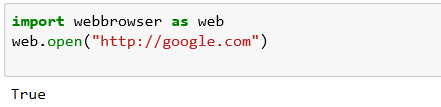 import webbrowser as web
web.open("http://google.com")
True